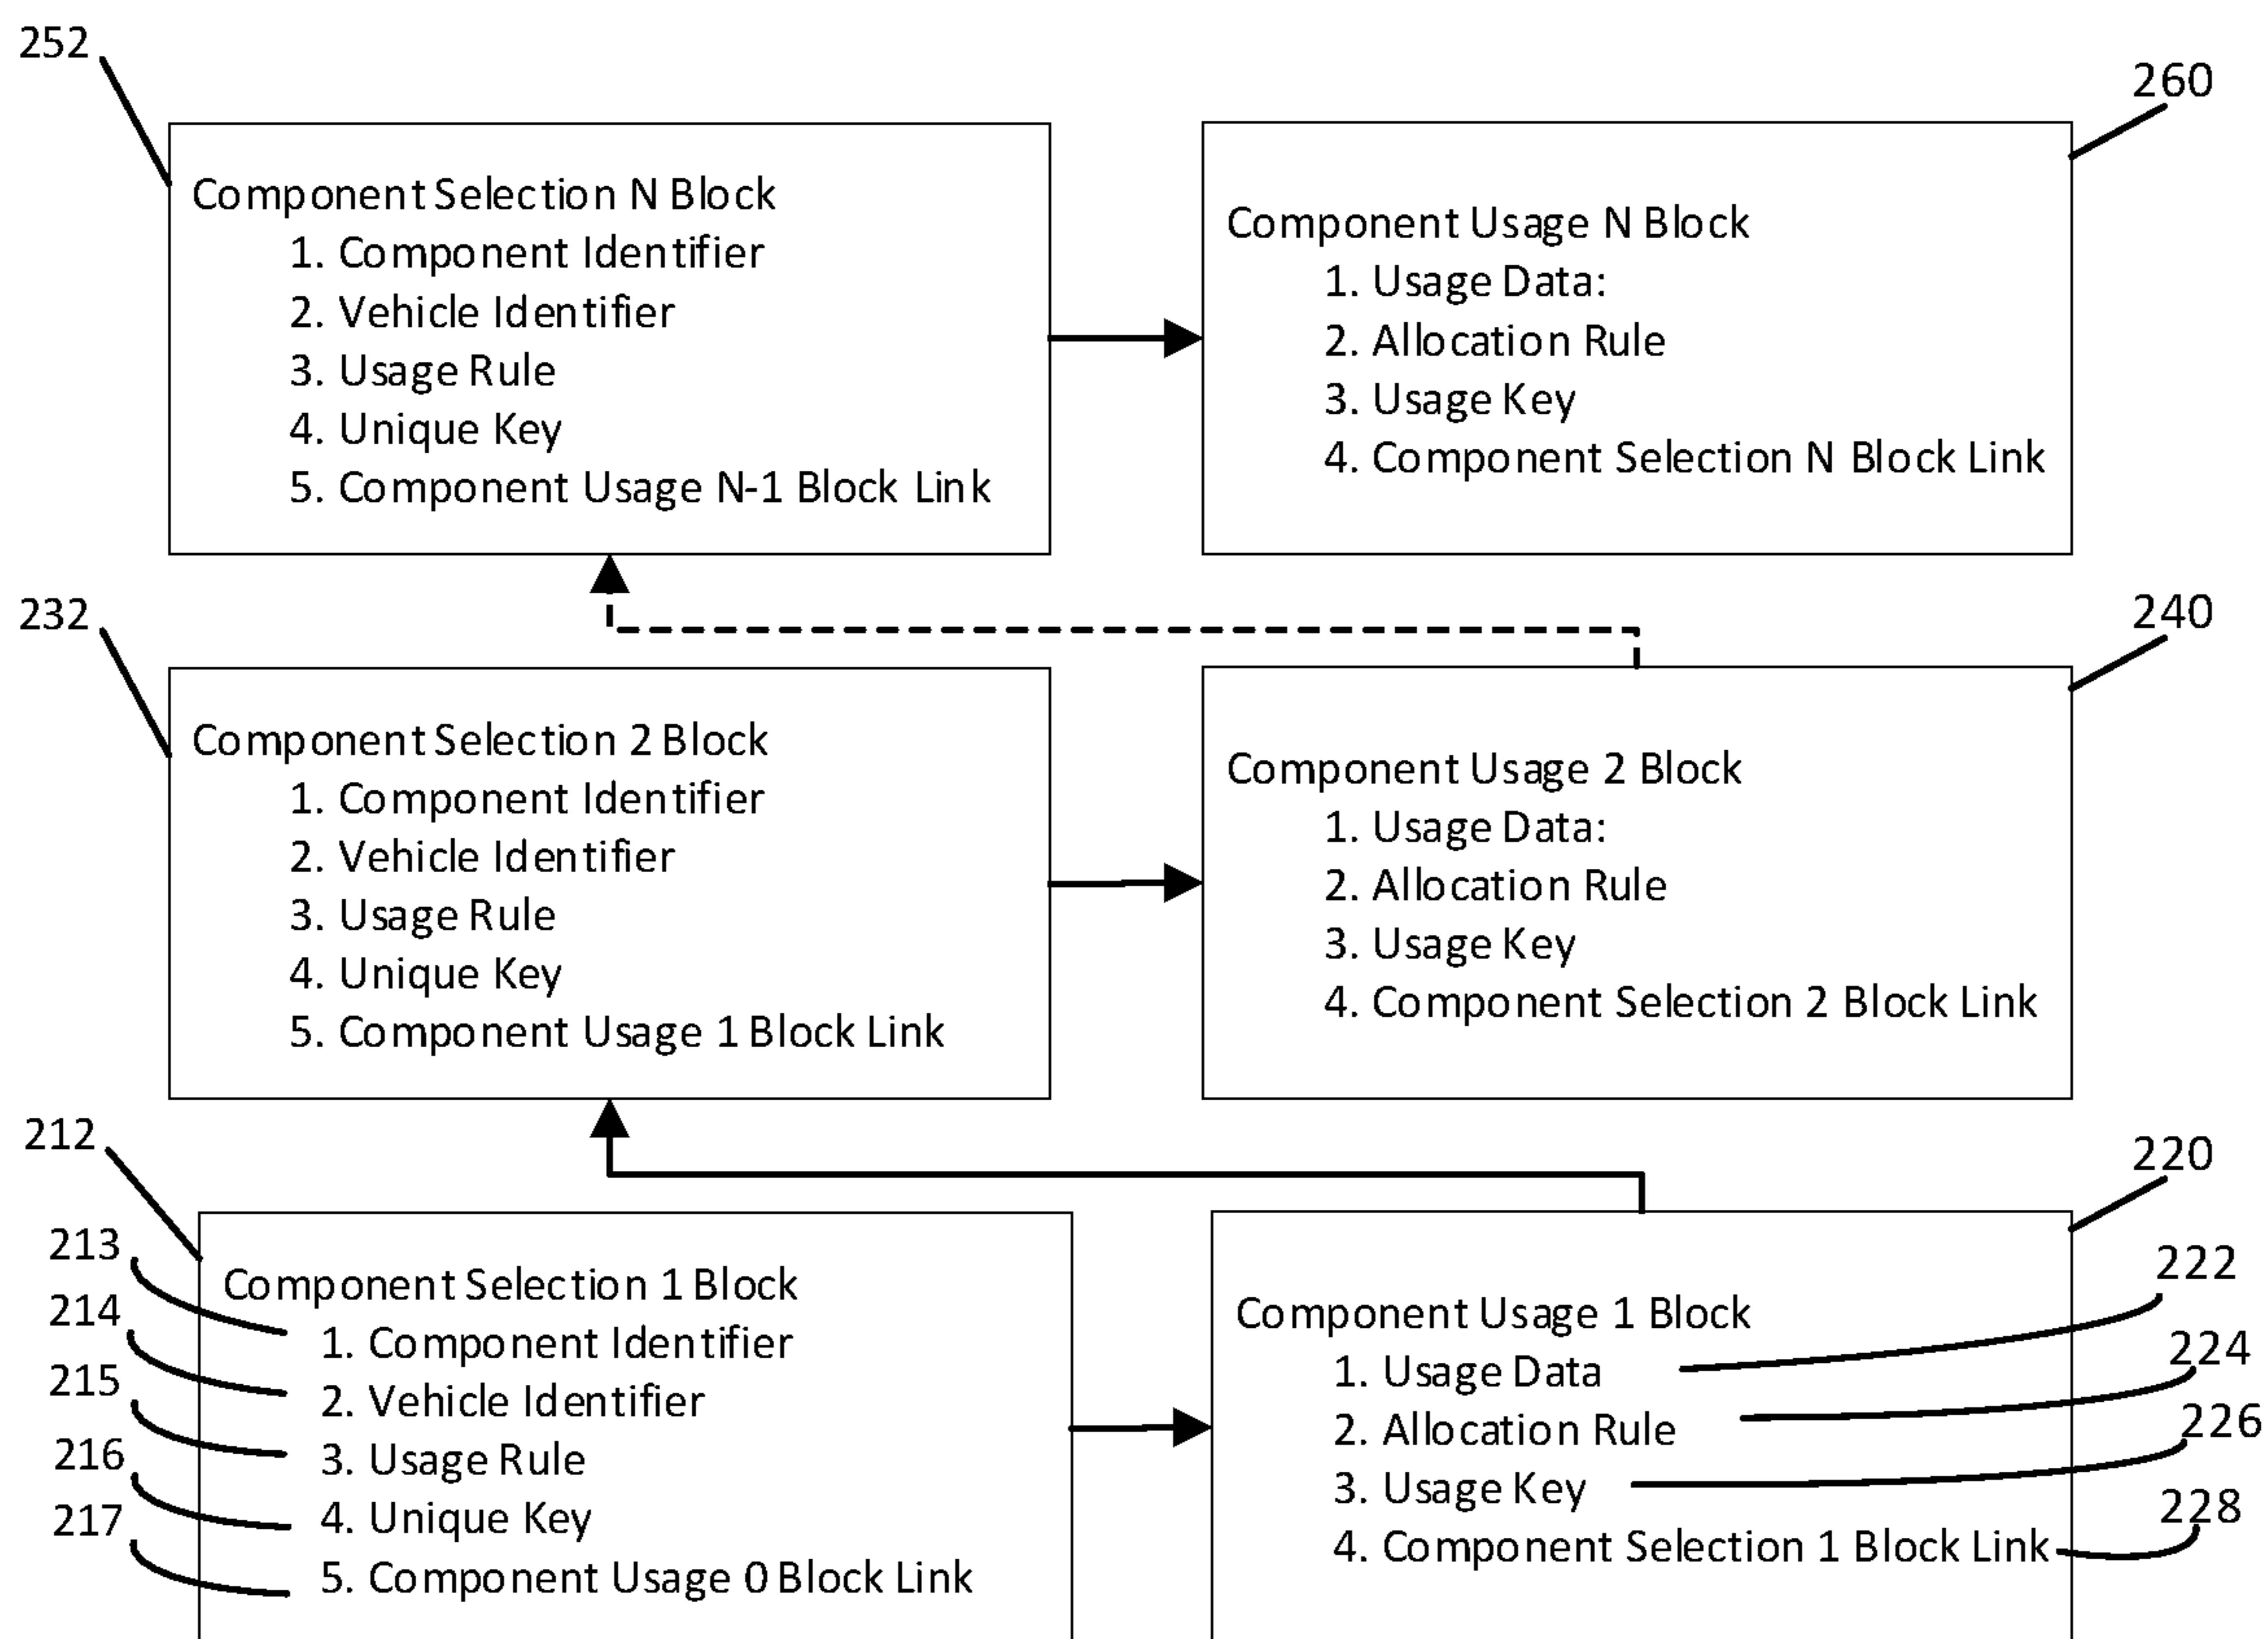 252
260
Component Selection N Block
1. Component Identifier
2. Vehicle Identifier
3. Usage Rule
4. Unique Key
5. Component Usage N-1 Block Link
Component Usage N Block
1. Usage Data:
2. Allocation Rule
3. Usage Key
4. Component Selection N Block Link
232
240
Component Selection 2 Block
1. Component Identifier
2. Vehicle Identifier
3. Usage Rule
4. Unique Key
5. Component Usage 1 Block Link
Component Usage 2 Block
1. Usage Data:
2. Allocation Rule
3. Usage Key
4. Component Selection 2 Block Link
212
220
213
214
215
216
217
Component Selection 1 Block
1. Component Identifier
2. Vehicle Identifier
3. Usage Rule
4. Unique Key
5. Component Usage 0 Block Link
Component Usage 1 Block
1. Usage Data
2. Allocation Rule
3. Usage Key
4. Component Selection 1 Block Link
222
224
226
228